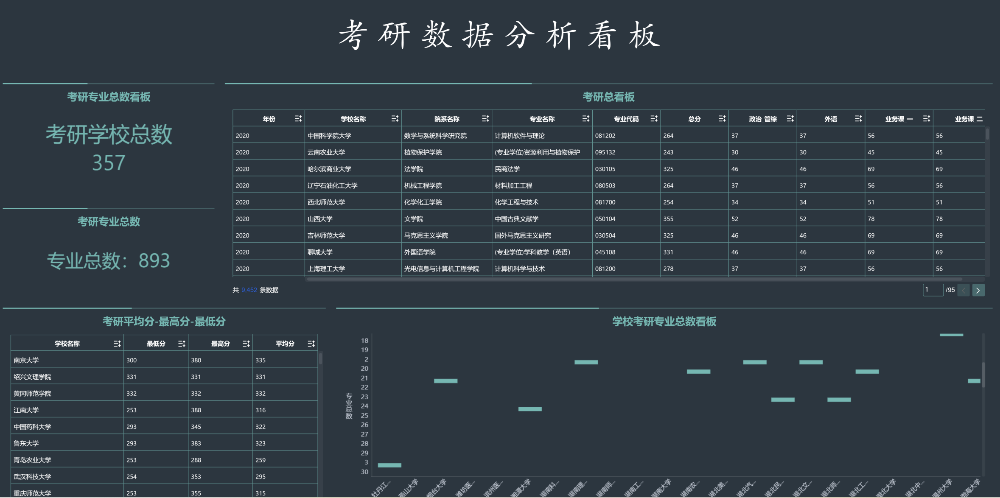 考研数据分析看板
考研专业总数看板
考研学校总数
357
考研专业总数
专业总数：893
考研总看板
年份 学校名称 院系名称 专业名称 专业代码 总分 政治_管综 外语 业务课_一 业务课_二
2020 中国科学院大学 数学与系统科学研究院 计算机软件与理论 081202 264 37 37 56 56
2020 云南农业大学 植物保护学院 (专业学位)资源利用与植物保护 095132 243 30 30 45 45
2020 哈尔滨商业大学 法学院 民商法学 030105 325 46 46 69 69
2020 辽宁石油化工大学 机械工程学院 材料加工工程 080503 264 37 37 56 56
2020 西北师范大学 化学化工学院 化学工程与技术 081700 254 34 34 51 51
2020 山西大学 文学院 中国古典文献学 050104 355 52 52 78 78
2020 吉林师范大学 马克思主义学院 国外马克思主义研究 030504 325 46 46 69 69
2020 聊城大学 外国语学院 (专业学位)学科教学（英语） 045108 331 46 46 69 69
2020 上海理工大学 光电信息与计算机工程学院 计算机科学与技术 081200 278 37 37 56 56
共 9,452 条数据
1 /95
考研平均分-最高分-最低分
学校名称 最低分 最高分 平均分
南京大学 300 380 335
绍兴文理学院 331 331 331
黄冈师范学院 332 332 332
江南大学 253 388 316
中国药科大学 293 345 322
鲁东大学 293 383 323
青岛农业大学 253 288 259
武汉科技大学 254 353 295
重庆师范大学 253 355 315
学校考研专业总数看板
专业总数
18
19
2
20
21
22
23
24
25
26
27
28
29
3
30
牡丹江...
燕山大学
烟台大学
潍坊医...
滨州医...
湘潭大学
湖南科...
湖南理...
湖南师...
湖南工...
湖南大学
湖南农...
湖北美...
湖北汽...
湖北民...
湖北文...
湖北师...
湖北工...
湖北大学
湖北中...
温州大学
渤海大学